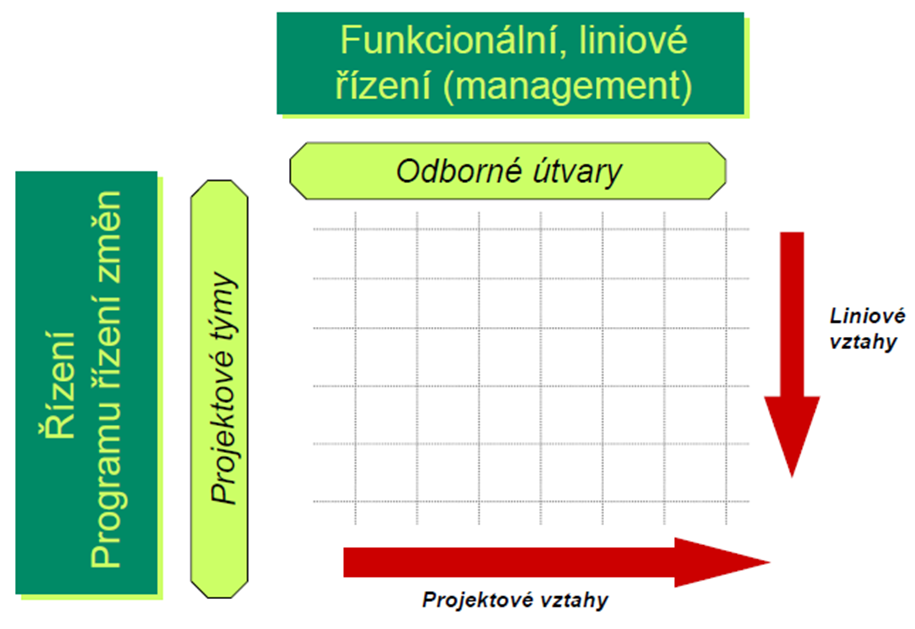 Funkcionální, liniové
řízení (management)
Odborné útvary
Řízení
Programu řízení změn
Projektové týmy
Liniové
vztahy
Projektové vztahy